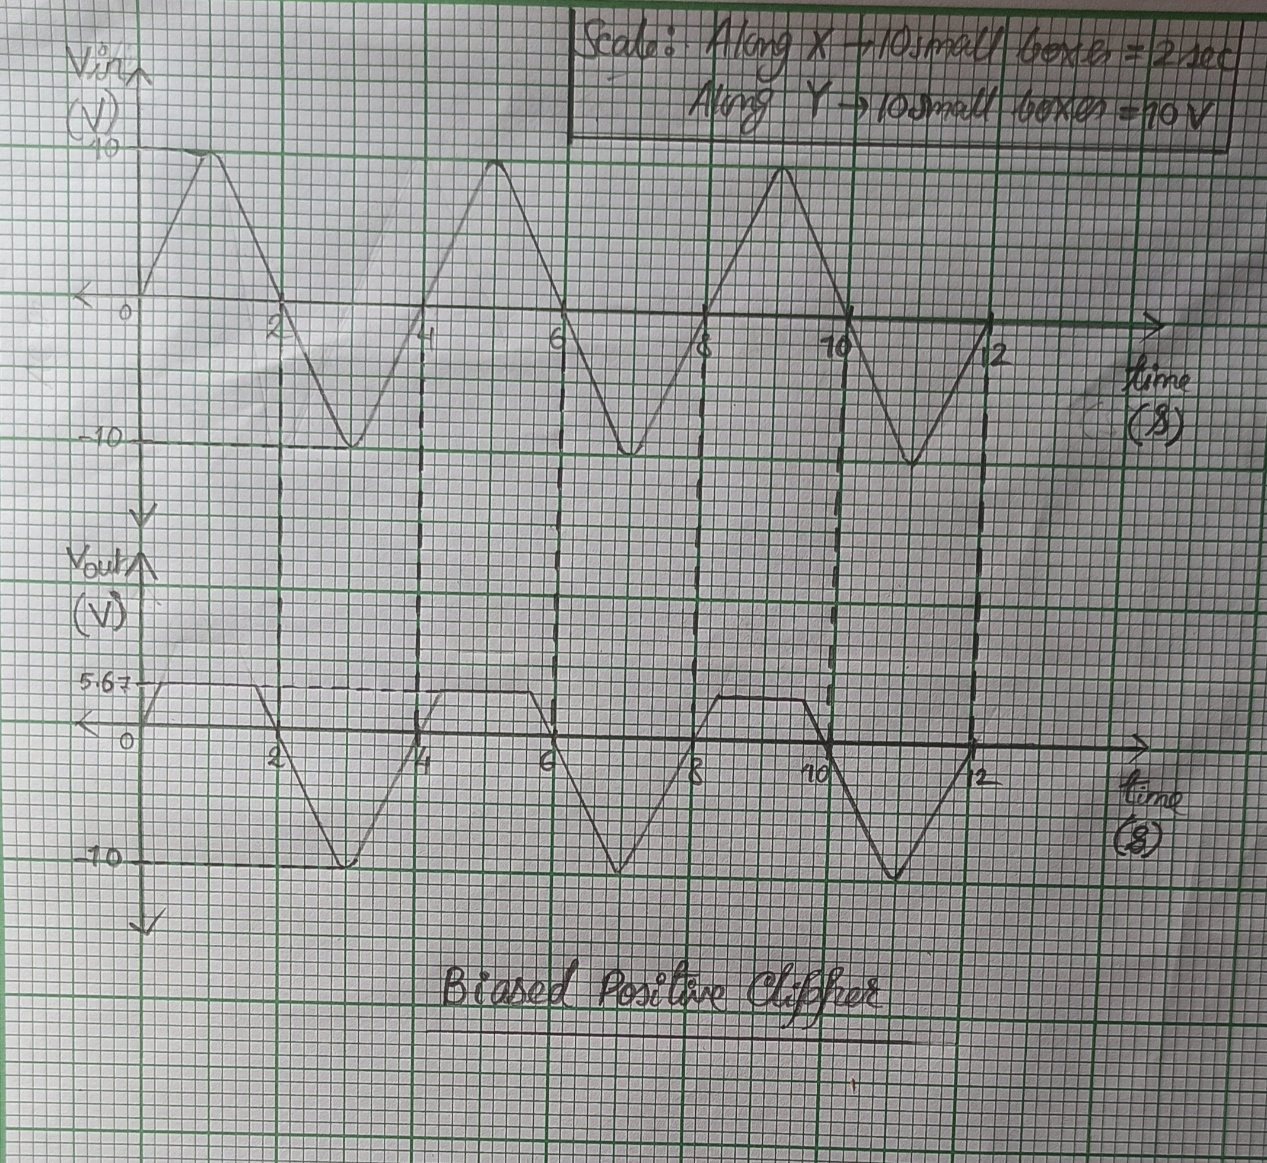 Scale: Along X → 10 small boxes = 2 sec
Along Y → 10 small boxes = 10 V
Vin
(V)
10
0
2 4 6 8 10 12
time
(s)
-10
Vout
(V)
5.67
0
2 4 6 8 10 12
time
(s)
-10
Biased Positive Clipper